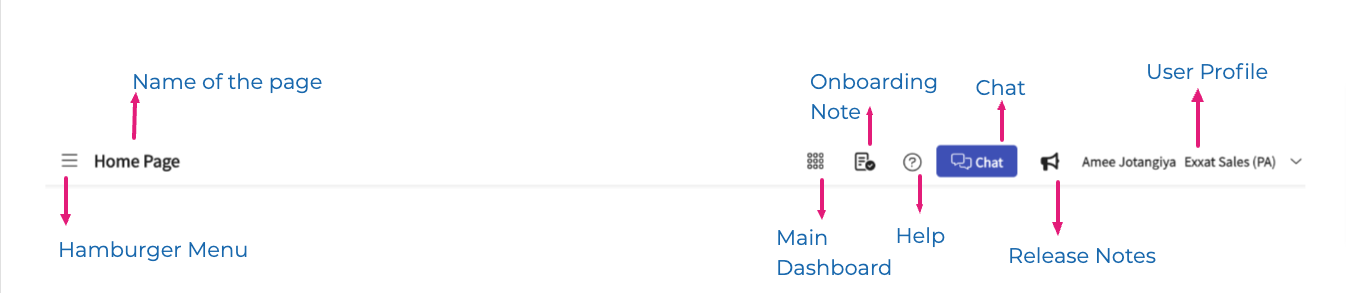 Name of the page
Onboarding
Note
Chat
User Profile
Home Page
Chat
Amee Jotangiya Exxat Sales (PA)
Hamburger Menu
Main
Dashboard
Help
Release Notes